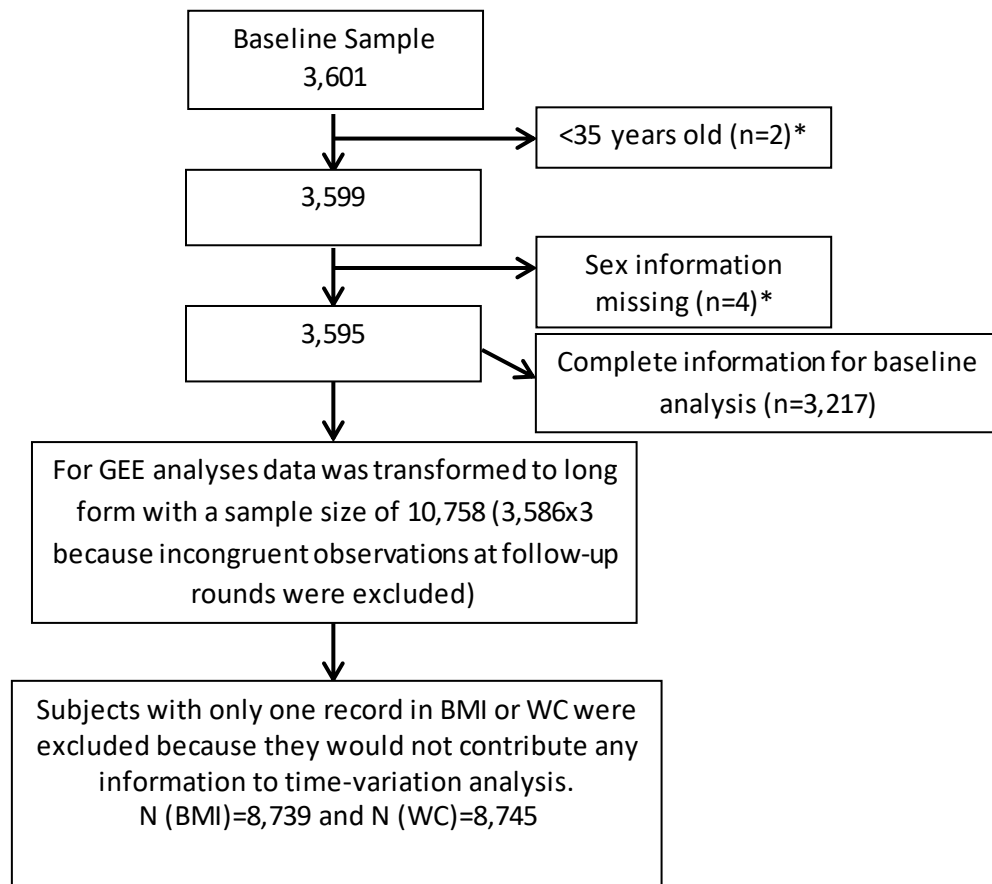 Baseline Sample
3,601
<35 years old (n=2)*
3,599
Sex information
missing (n=4)*
3,595
Complete information for baseline
analysis (n=3,217)
For GEE analyses data was transformed to long
form with a sample size of 10,758 (3,586x3
because incongruent observations at follow-up
rounds were excluded)
Subjects with only one record in BMI or WC were
excluded because they would not contribute any
information to time-variation analysis.
N (BMI)=8,739 and N (WC)=8,745